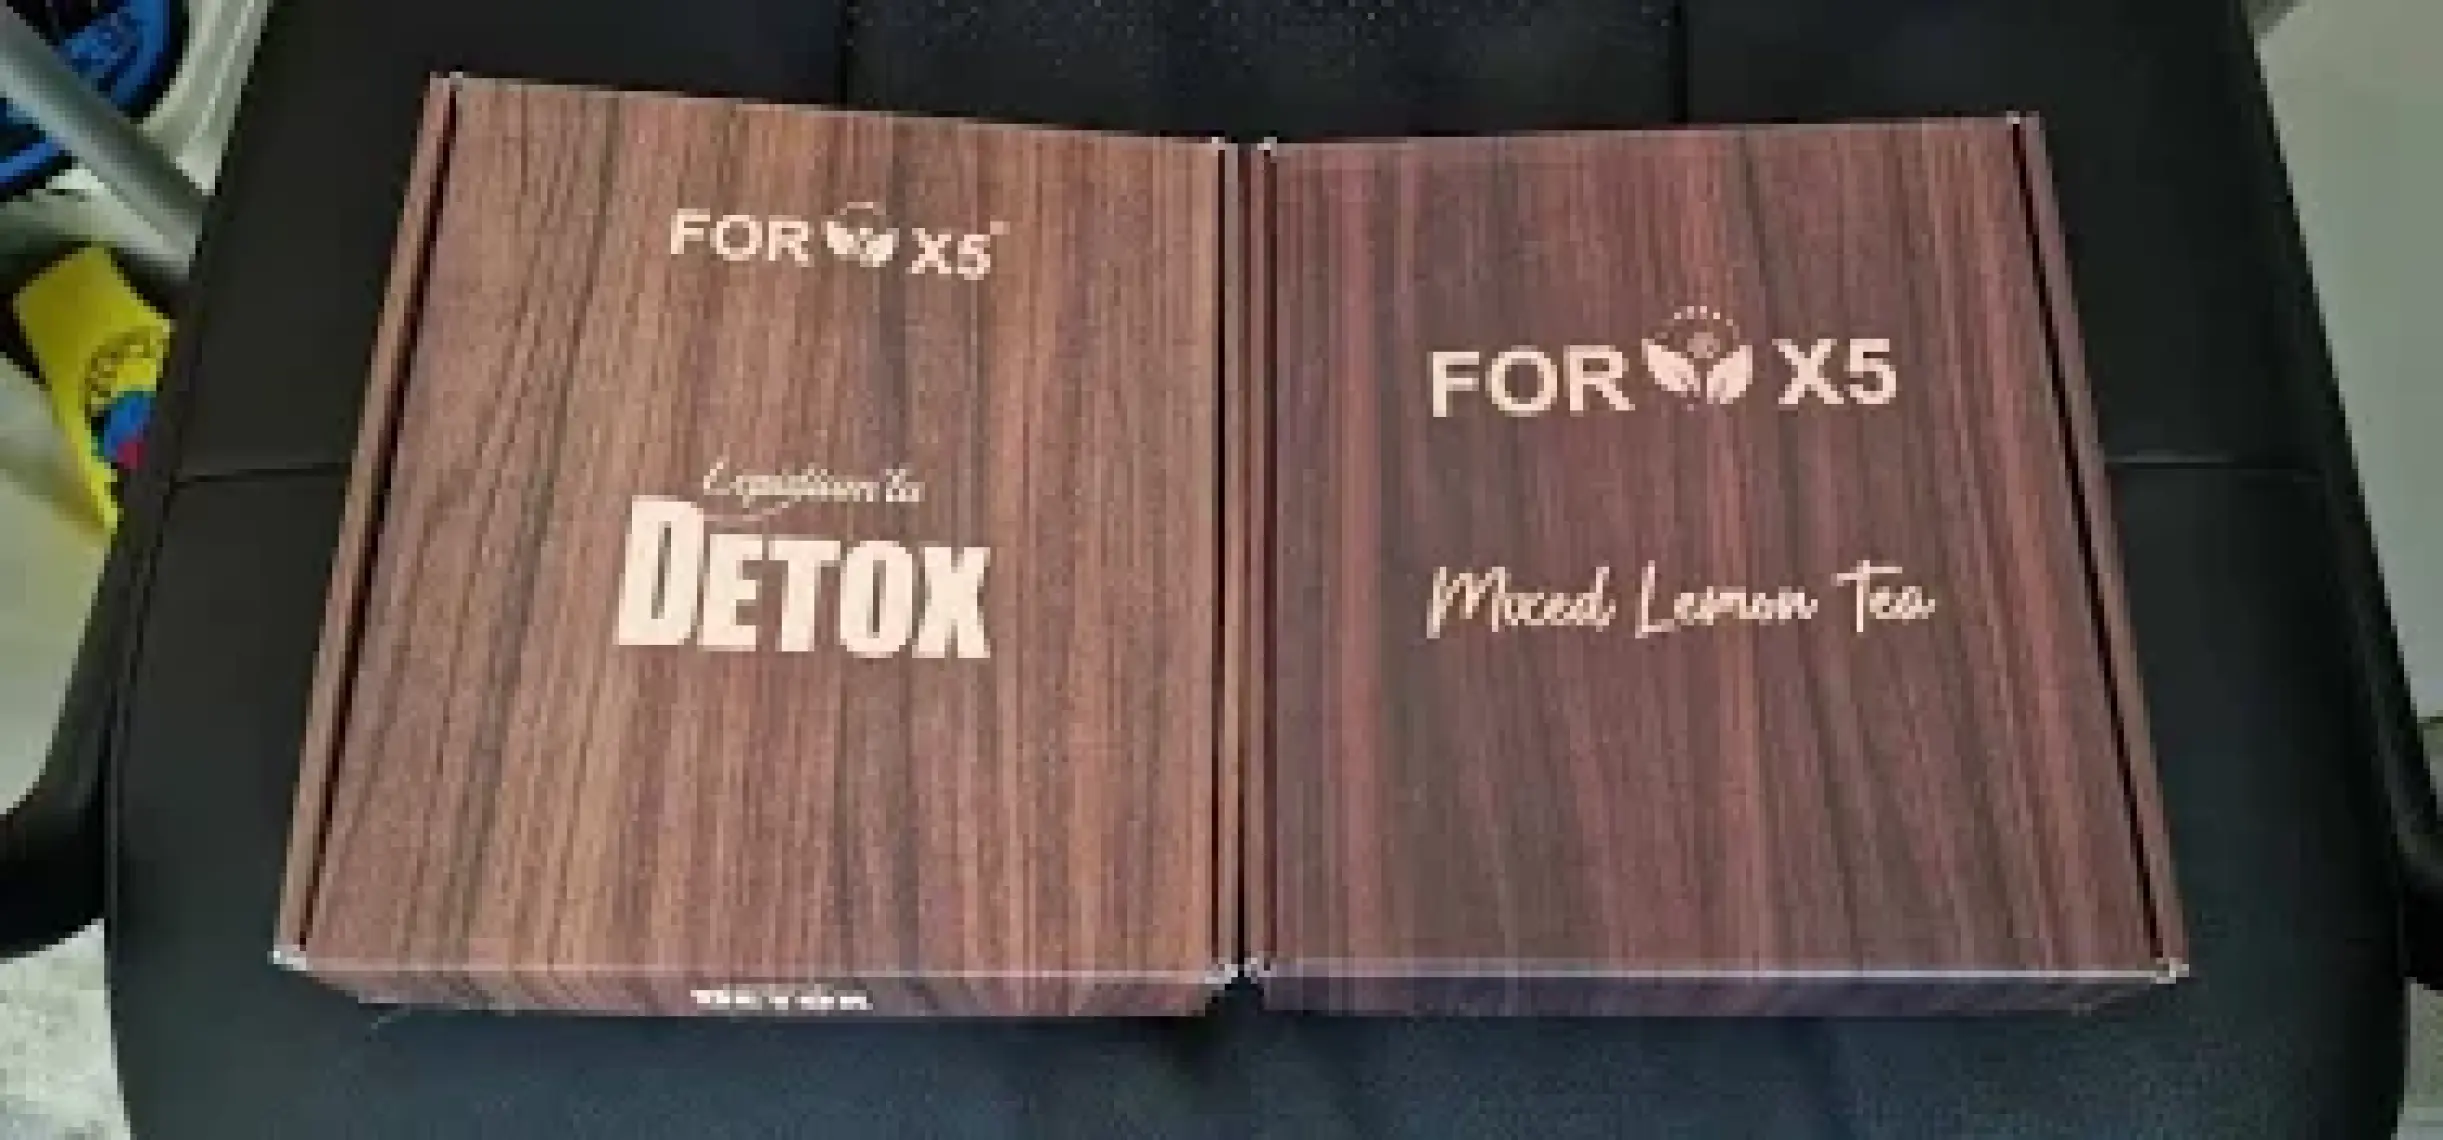 FOR X5
DETOX
FOR X5
Mixed Lemon Tea